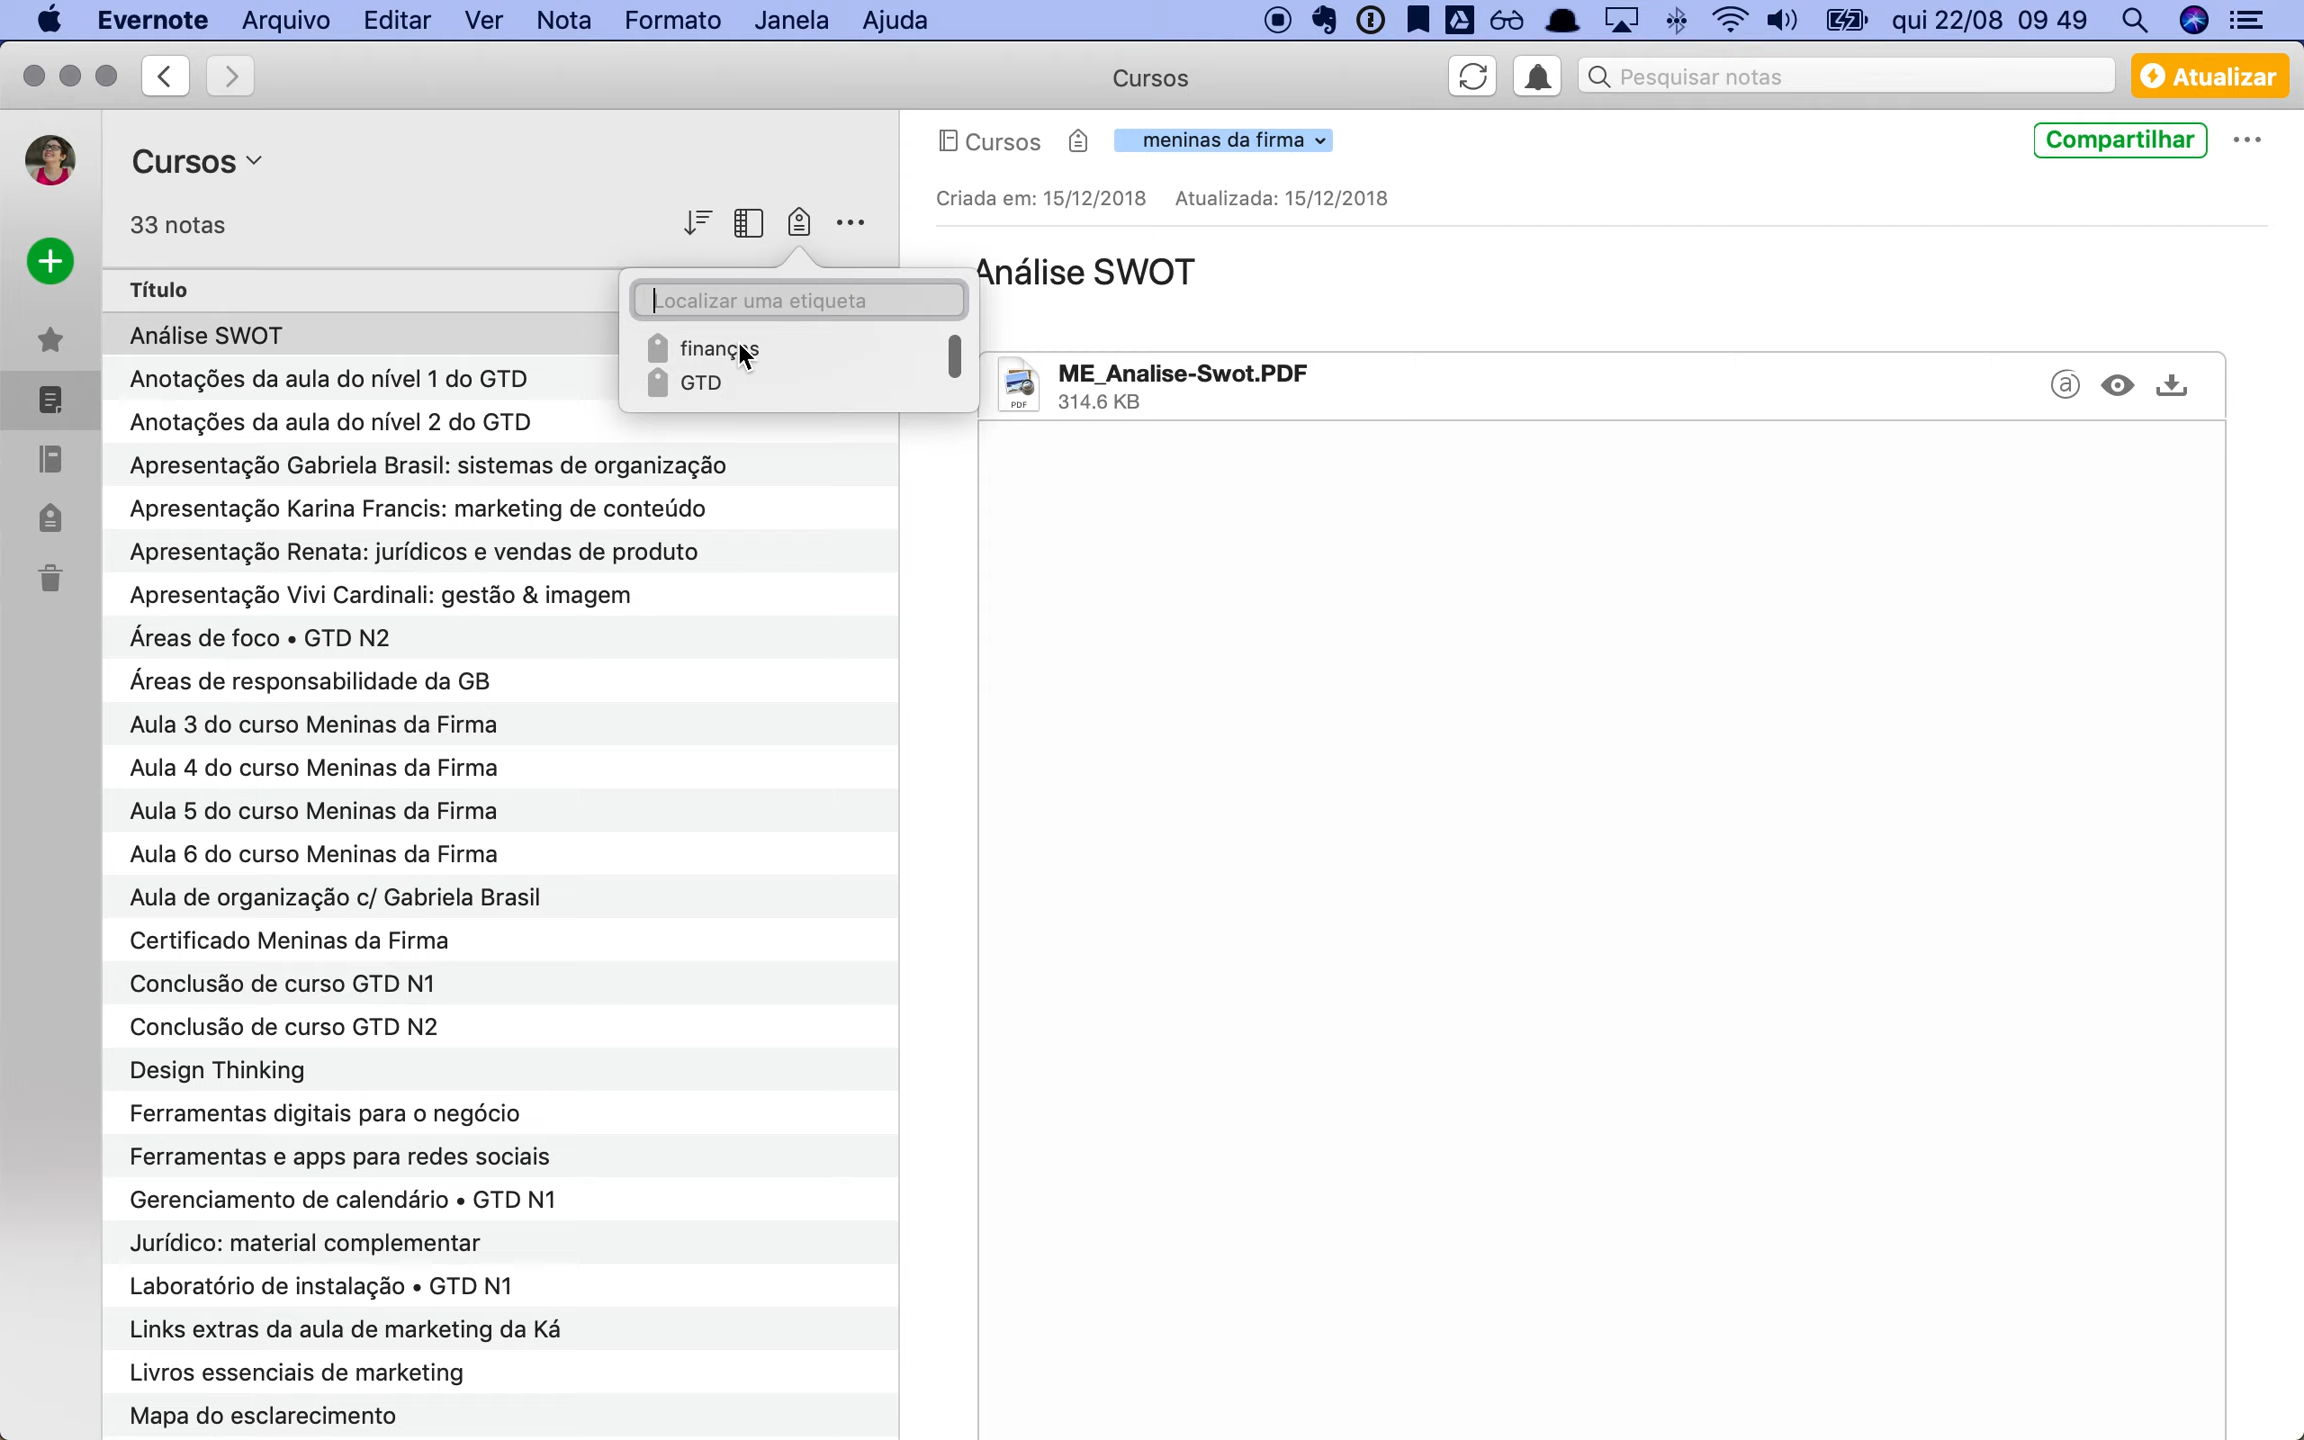 Evernote Arquivo Editar Ver Nota Formato Janela Ajuda qui 22/08 09 49
Cursos
Pesquisar notas
Atualizar
Cursos
33 notas
Título
Análise SWOT
Anotações da aula do nível 1 do GTD
Anotações da aula do nível 2 do GTD
Apresentação Gabriela Brasil: sistemas de organização
Apresentação Karina Francis: marketing de conteúdo
Apresentação Renata: jurídicos e vendas de produto
Apresentação Vivi Cardinali: gestão & imagem
Áreas de foco • GTD N2
Áreas de responsabilidade da GB
Aula 3 do curso Meninas da Firma
Aula 4 do curso Meninas da Firma
Aula 5 do curso Meninas da Firma
Aula 6 do curso Meninas da Firma
Aula de organização c/ Gabriela Brasil
Certificado Meninas da Firma
Conclusão de curso GTD N1
Conclusão de curso GTD N2
Design Thinking
Ferramentas digitais para o negócio
Ferramentas e apps para redes sociais
Gerenciamento de calendário • GTD N1
Jurídico: material complementar
Laboratório de instalação • GTD N1
Links extras da aula de marketing da Ká
Livros essenciais de marketing
Mapa do esclarecimento
Localizar uma etiqueta
finanças
GTD
Cursos
meninas da firma
Compartilhar
Criada em: 15/12/2018 Atualizada: 15/12/2018
Análise SWOT
PDF
ME_Analise-Swot.PDF
314.6 KB